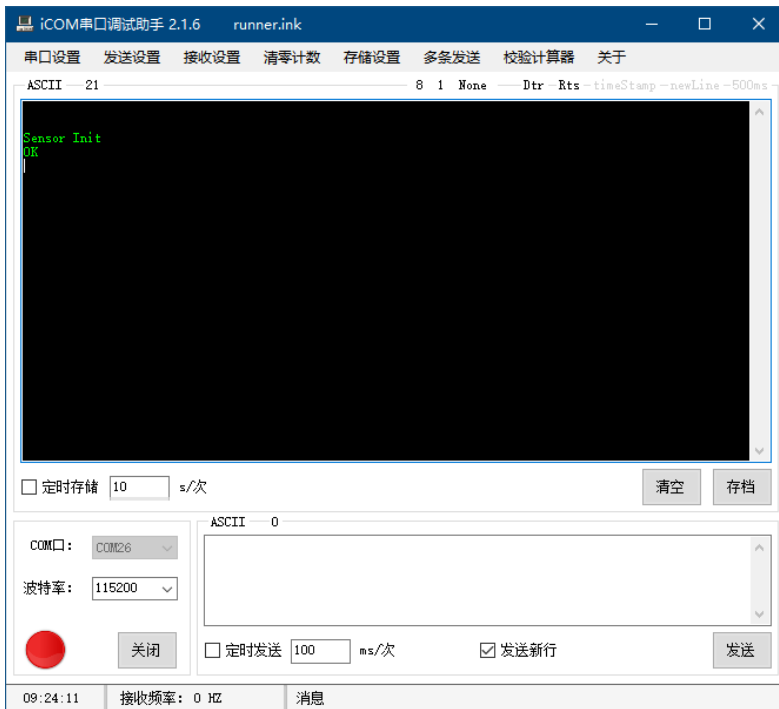 iCOM串口调试助手 2.1.6 runner.ink
串口设置 发送设置 接收设置 清零计数 存储设置 多条发送 校验计算器 关于
ASCII 21 8 1 None Dtr Rts timeStamp newLine 500ms
Sensor Init
OK
定时存储 10 s/次 清空 存档
ASCII 0
COM口: COM26
波特率: 115200
关闭 定时发送 100 ms/次 发送新行 发送
09:24:11 接收频率: 0 HZ 消息